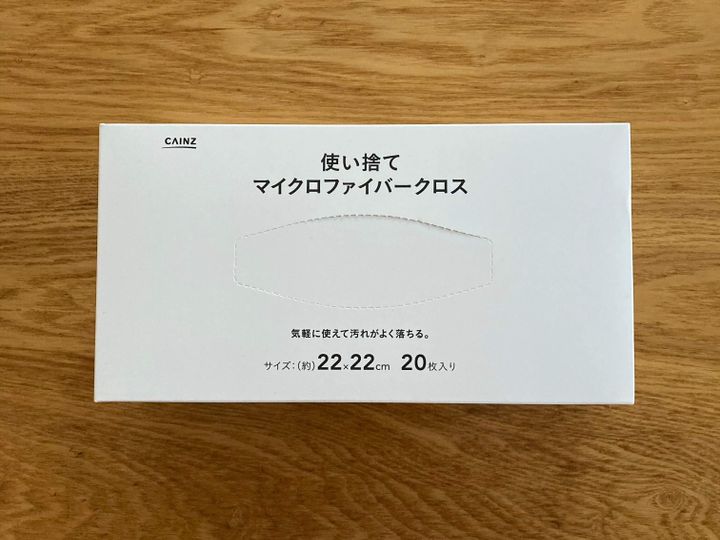 CAINZ
使い捨て
マイクロファイバークロス
気軽に使えて汚れがよく落ちる。
サイズ：(約)22×22cm 20枚入り